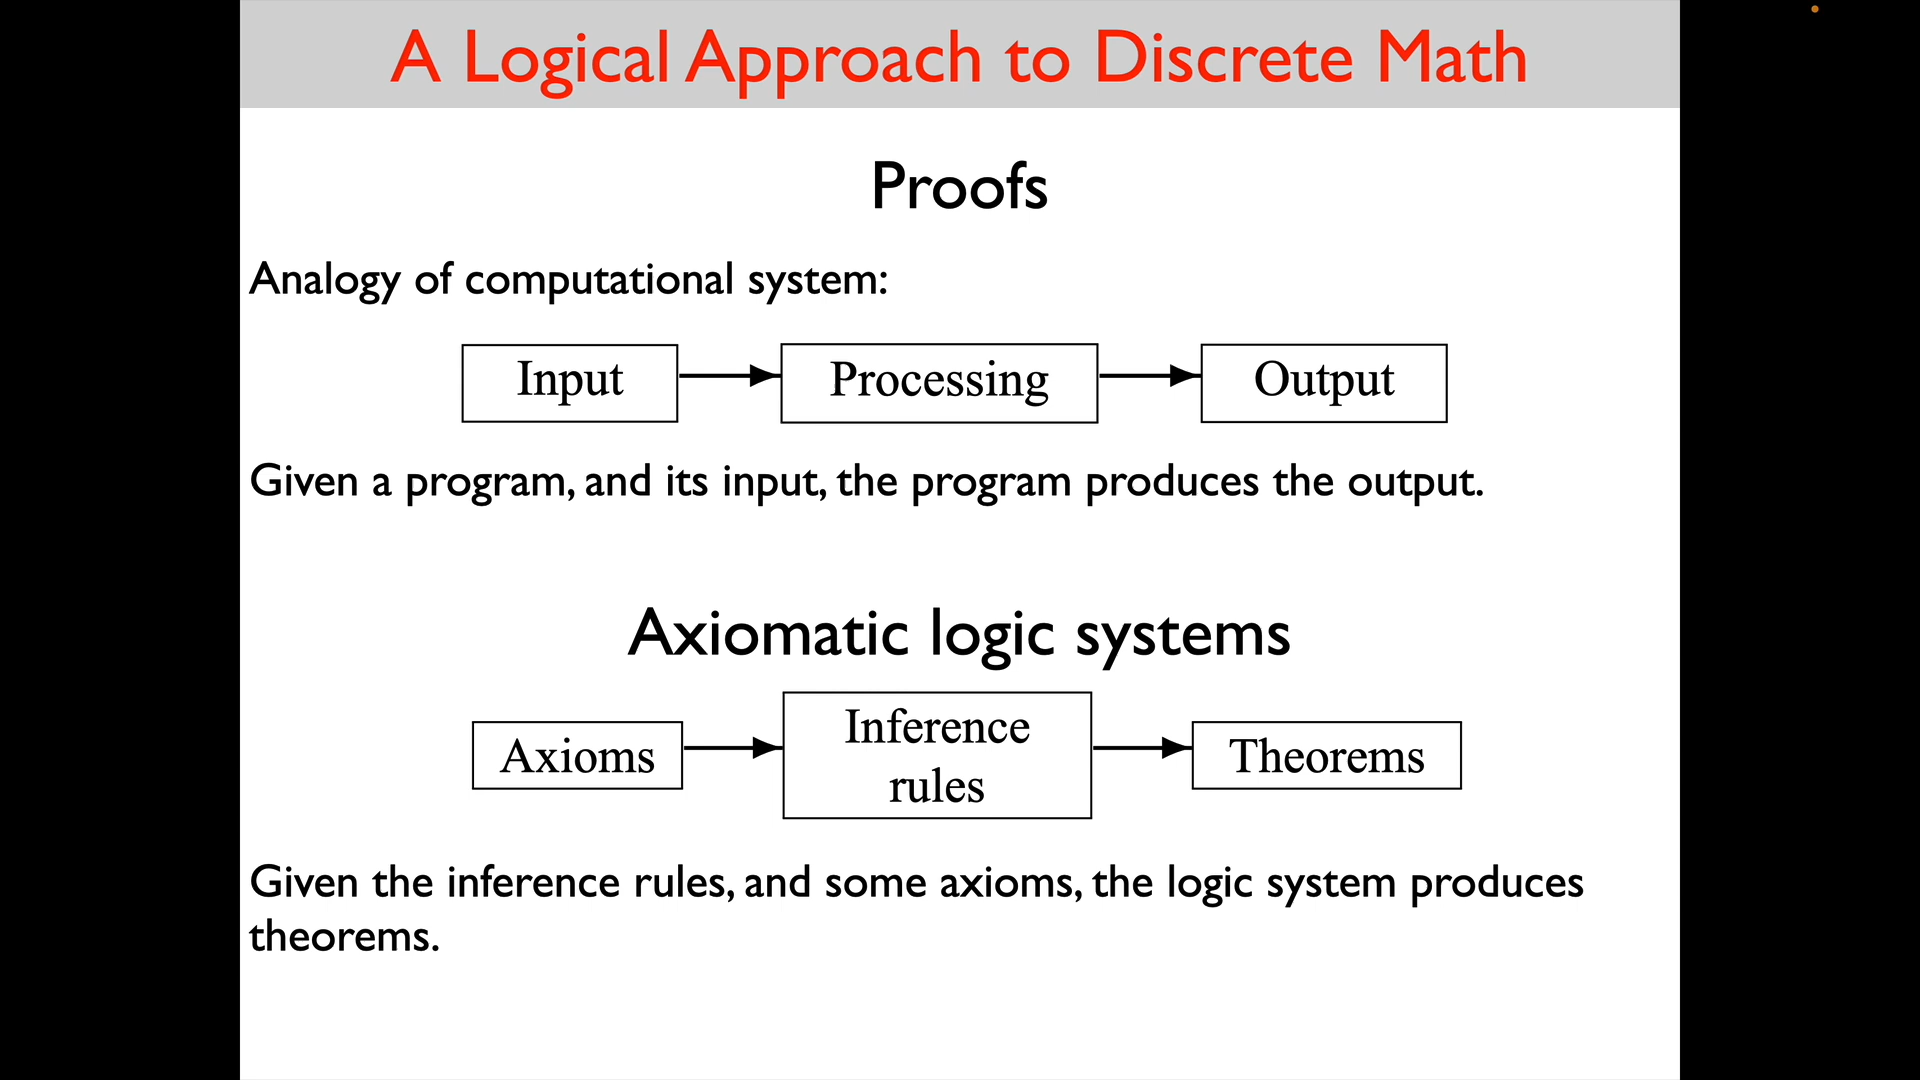 A Logical Approach to Discrete Math
Proofs
Analogy of computational system:
Input
Processing
Output
Given a program, and its input, the program produces the output.
Axiomatic logic systems
Axioms
Inference
rules
Theorems
Given the inference rules, and some axioms, the logic system produces
theorems.